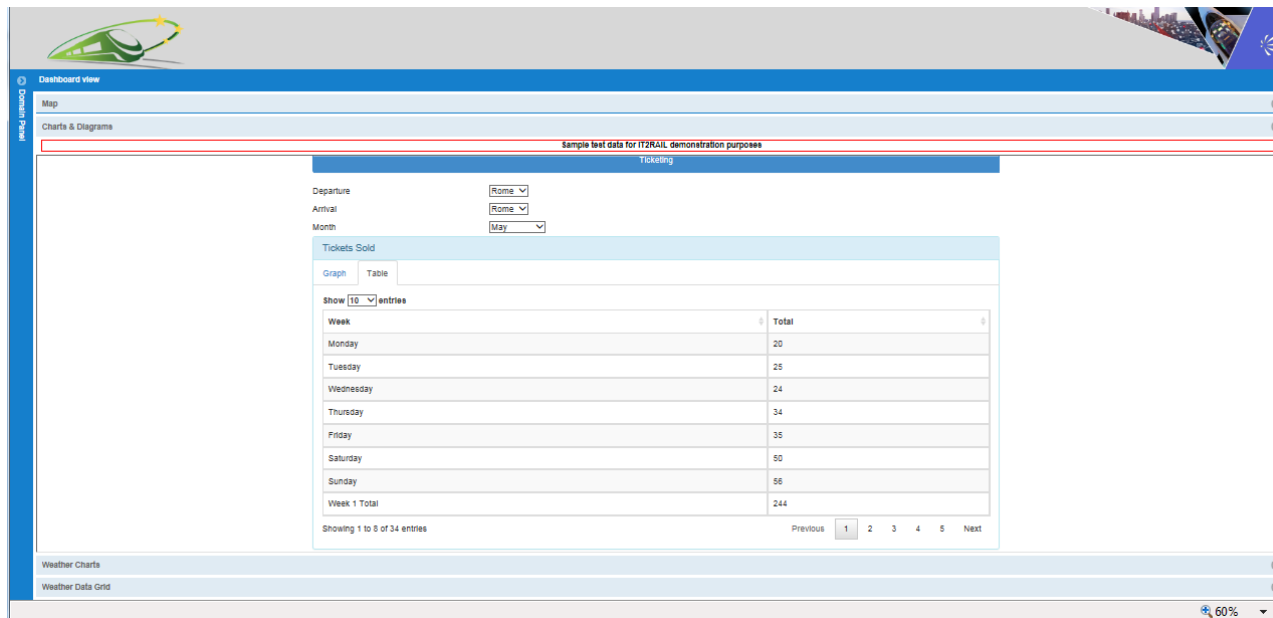 Dashboard view
Domain Panel
Map
Charts & Diagrams
Sample test data for IT2RAIL demonstration purposes
Ticketing
Departure Rome
Arrival Rome
Month May
Tickets Sold
Graph Table
Show 10 entries
Week Total
Monday 20
Tuesday 25
Wednesday 24
Thursday 34
Friday 35
Saturday 50
Sunday 56
Week 1 Total 244
Showing 1 to 8 of 34 entries Previous 1 2 3 4 5 Next
Weather Charts
Weather Data Grid
60%